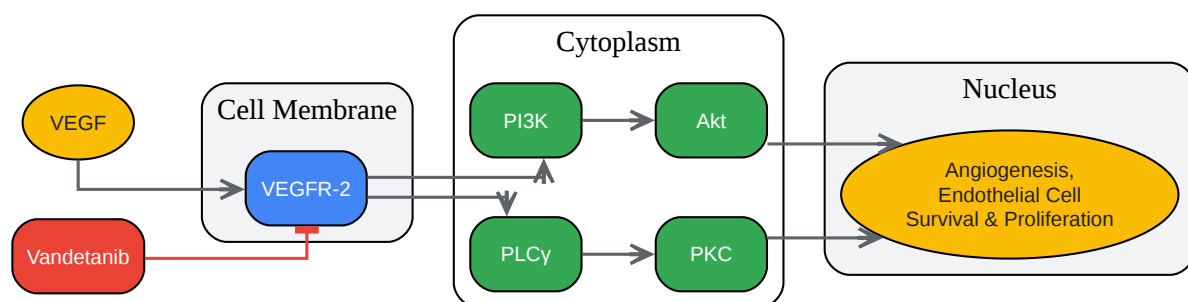 Cytoplasm
Nucleus
Cell Membrane
VEGF
PI3K
Akt
VEGFR-2
Angiogenesis,
Endothelial Cell
Survival & Proliferation
Vandetanib
PLCγ
PKC